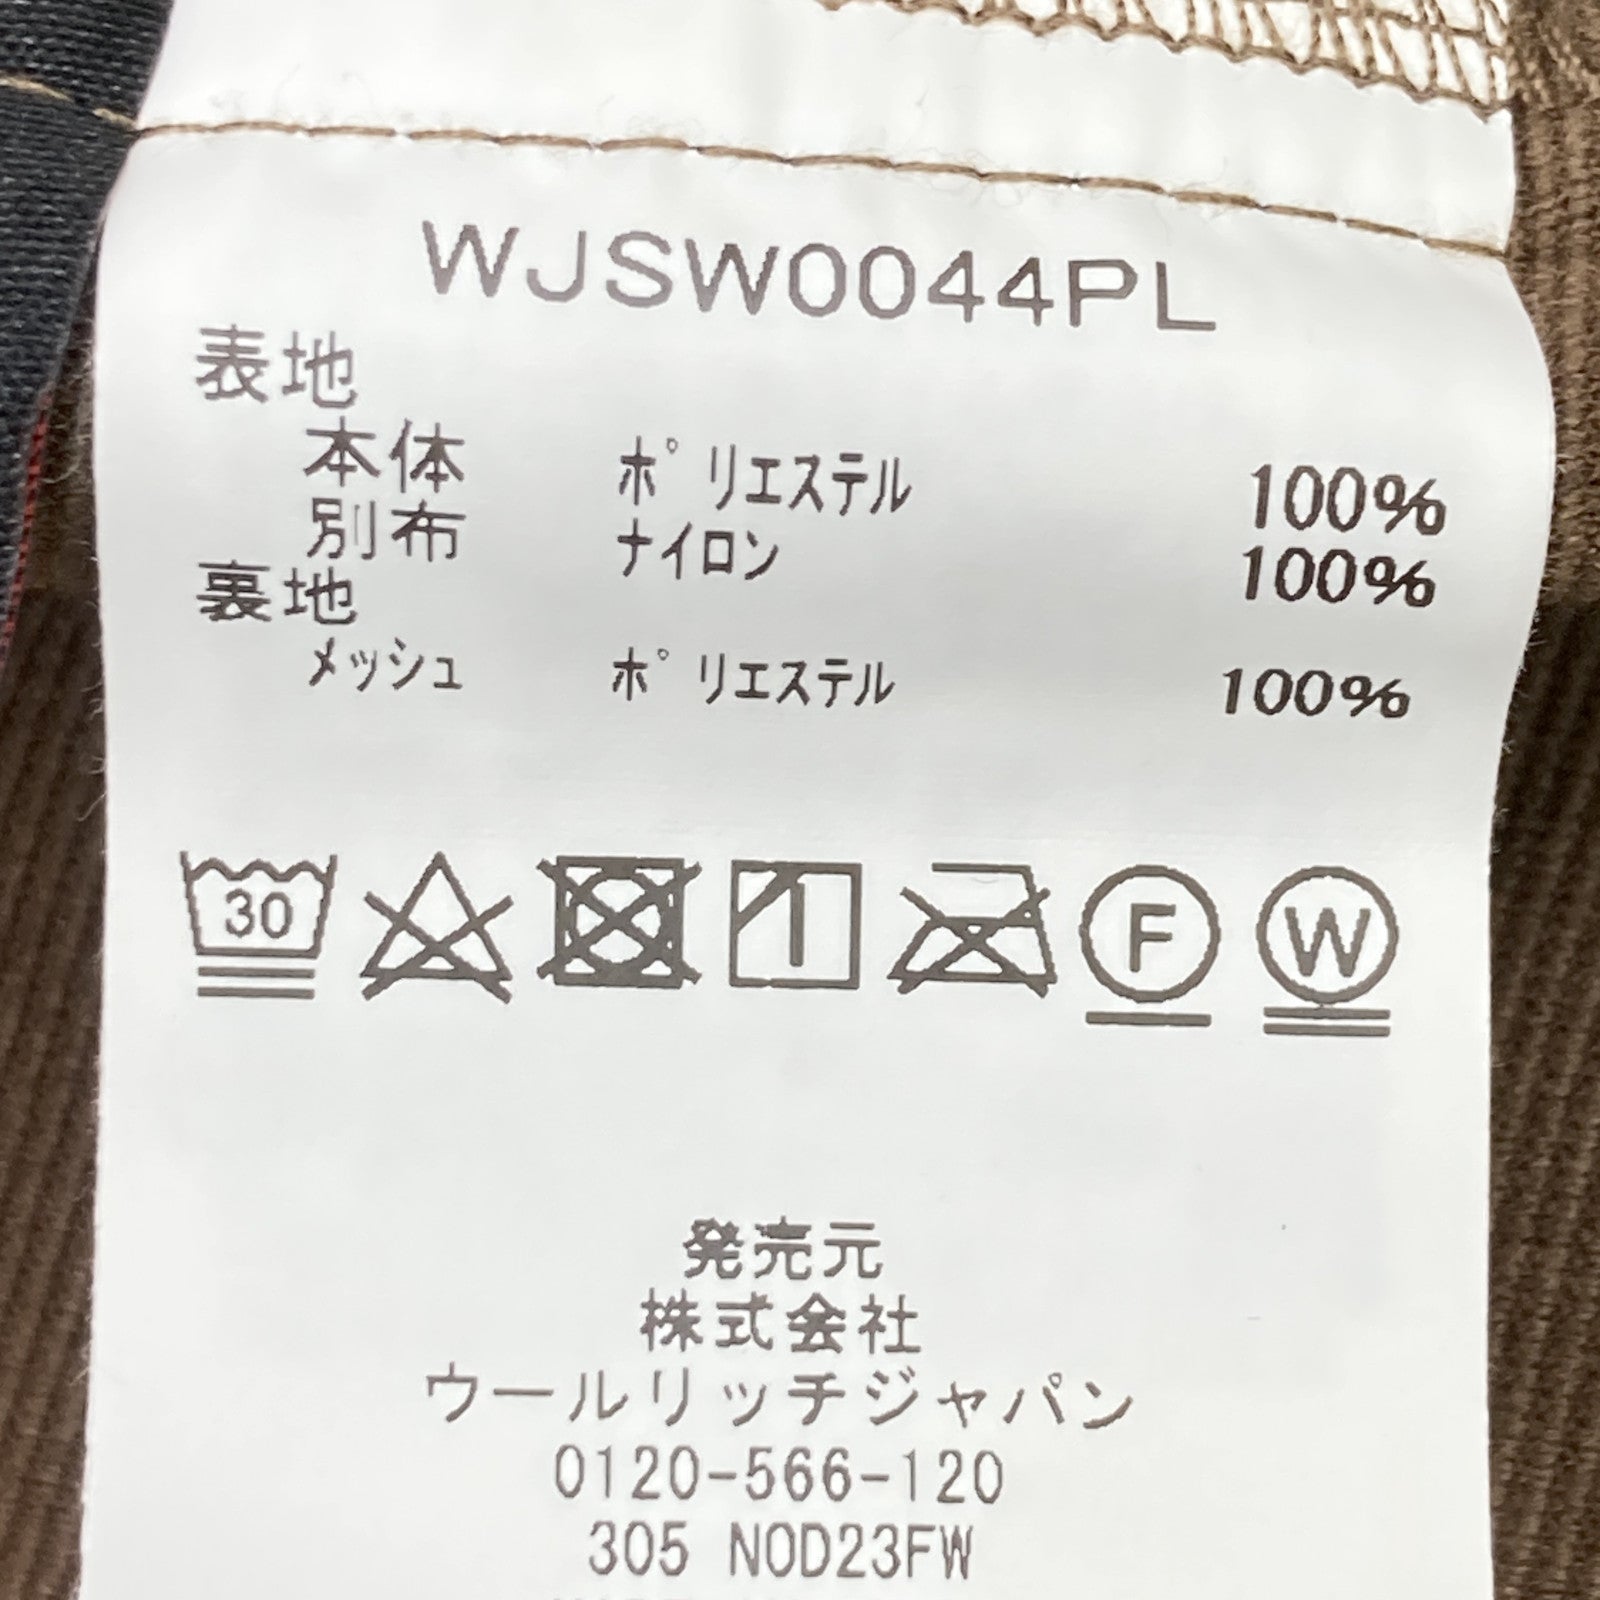 WJSW0044PL
表地
本体 ポリエステル 100%
別布 ナイロン 100%
裏地
メッシュ ポリエステル 100%
30 F W
発売元
株式会社
ウールリッチジャパン
0120-566-120
305 NOD23FW